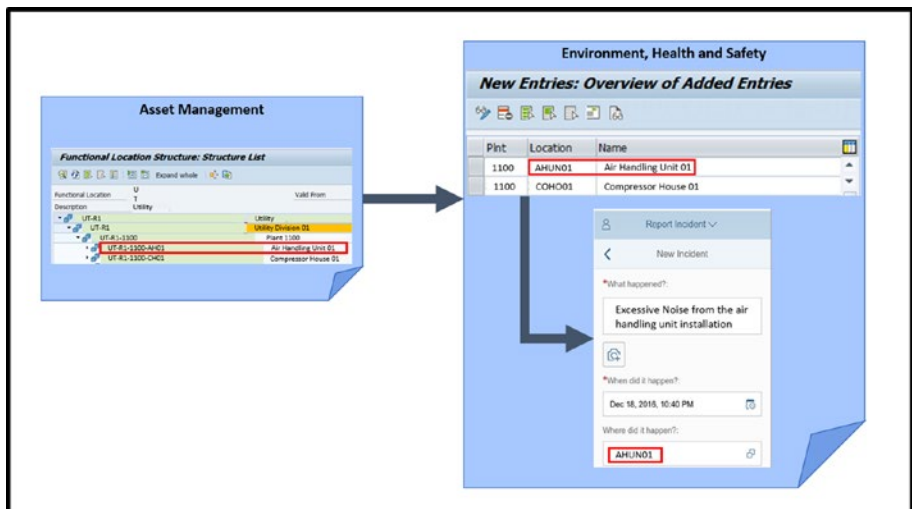 Asset Management
Functional Location Structure: Structure List
Expand whole
Functional Location U Valid From
T
Description Utility
UT-R1 Utility
UT-R1 Utility Division 01
UT-R1-1100 Plant 1100
UT-R1-1100-AH01 Air Handling Unit 01
UT-R1-1100-CH01 Compressor House 01
Environment, Health and Safety
New Entries: Overview of Added Entries
Plnt Location Name
1100 AHUN01 Air Handling Unit 01
1100 COHO01 Compressor House 01
Report Incident
New Incident
*What happened?:
Excessive Noise from the air
handling unit installation
*When did it happen?:
Dec 18, 2016, 10:40 PM
Where did it happen?:
AHUN01